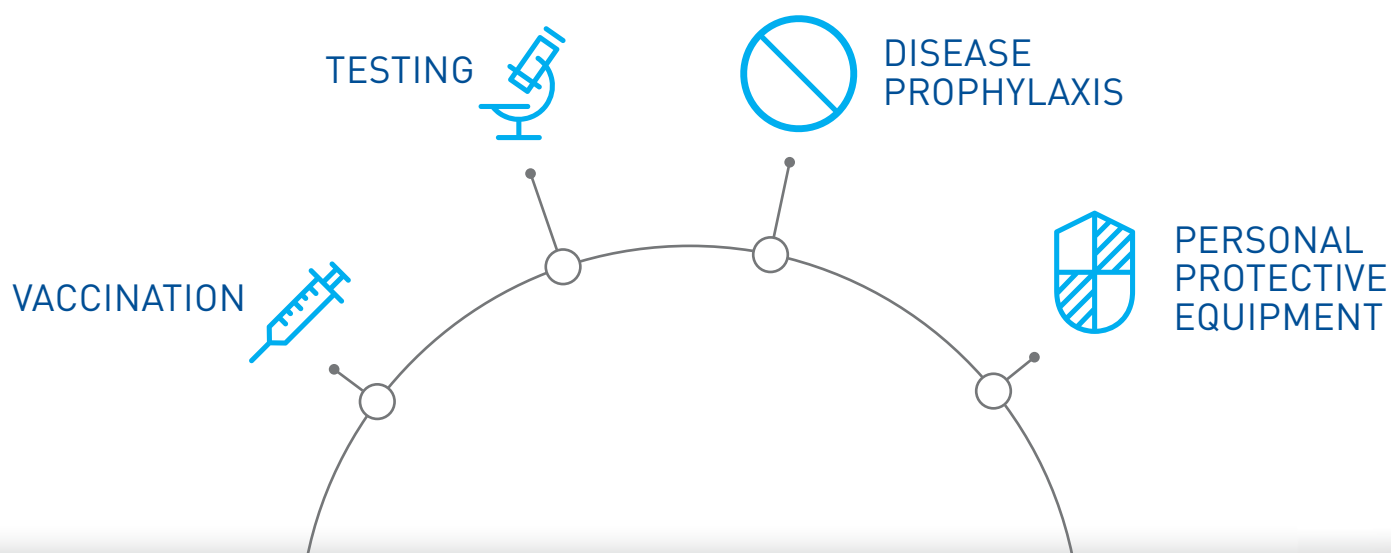 TESTING
DISEASE
PROPHYLAXIS
VACCINATION
PERSONAL
PROTECTIVE
EQUIPMENT